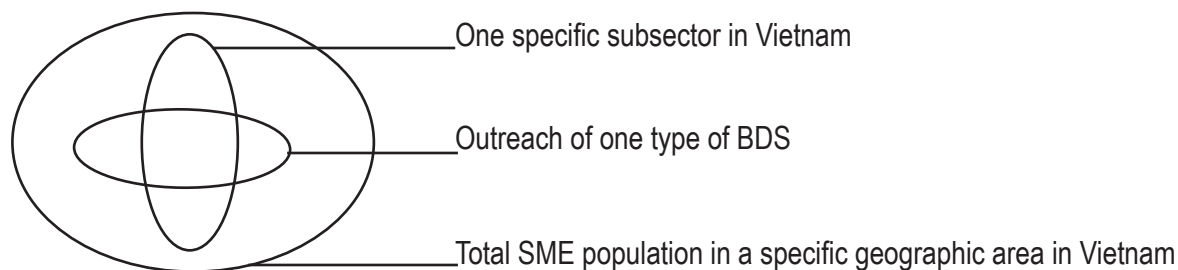 One specific subsector in Vietnam
Outreach of one type of BDS
Total SME population in a specific geographic area in Vietnam